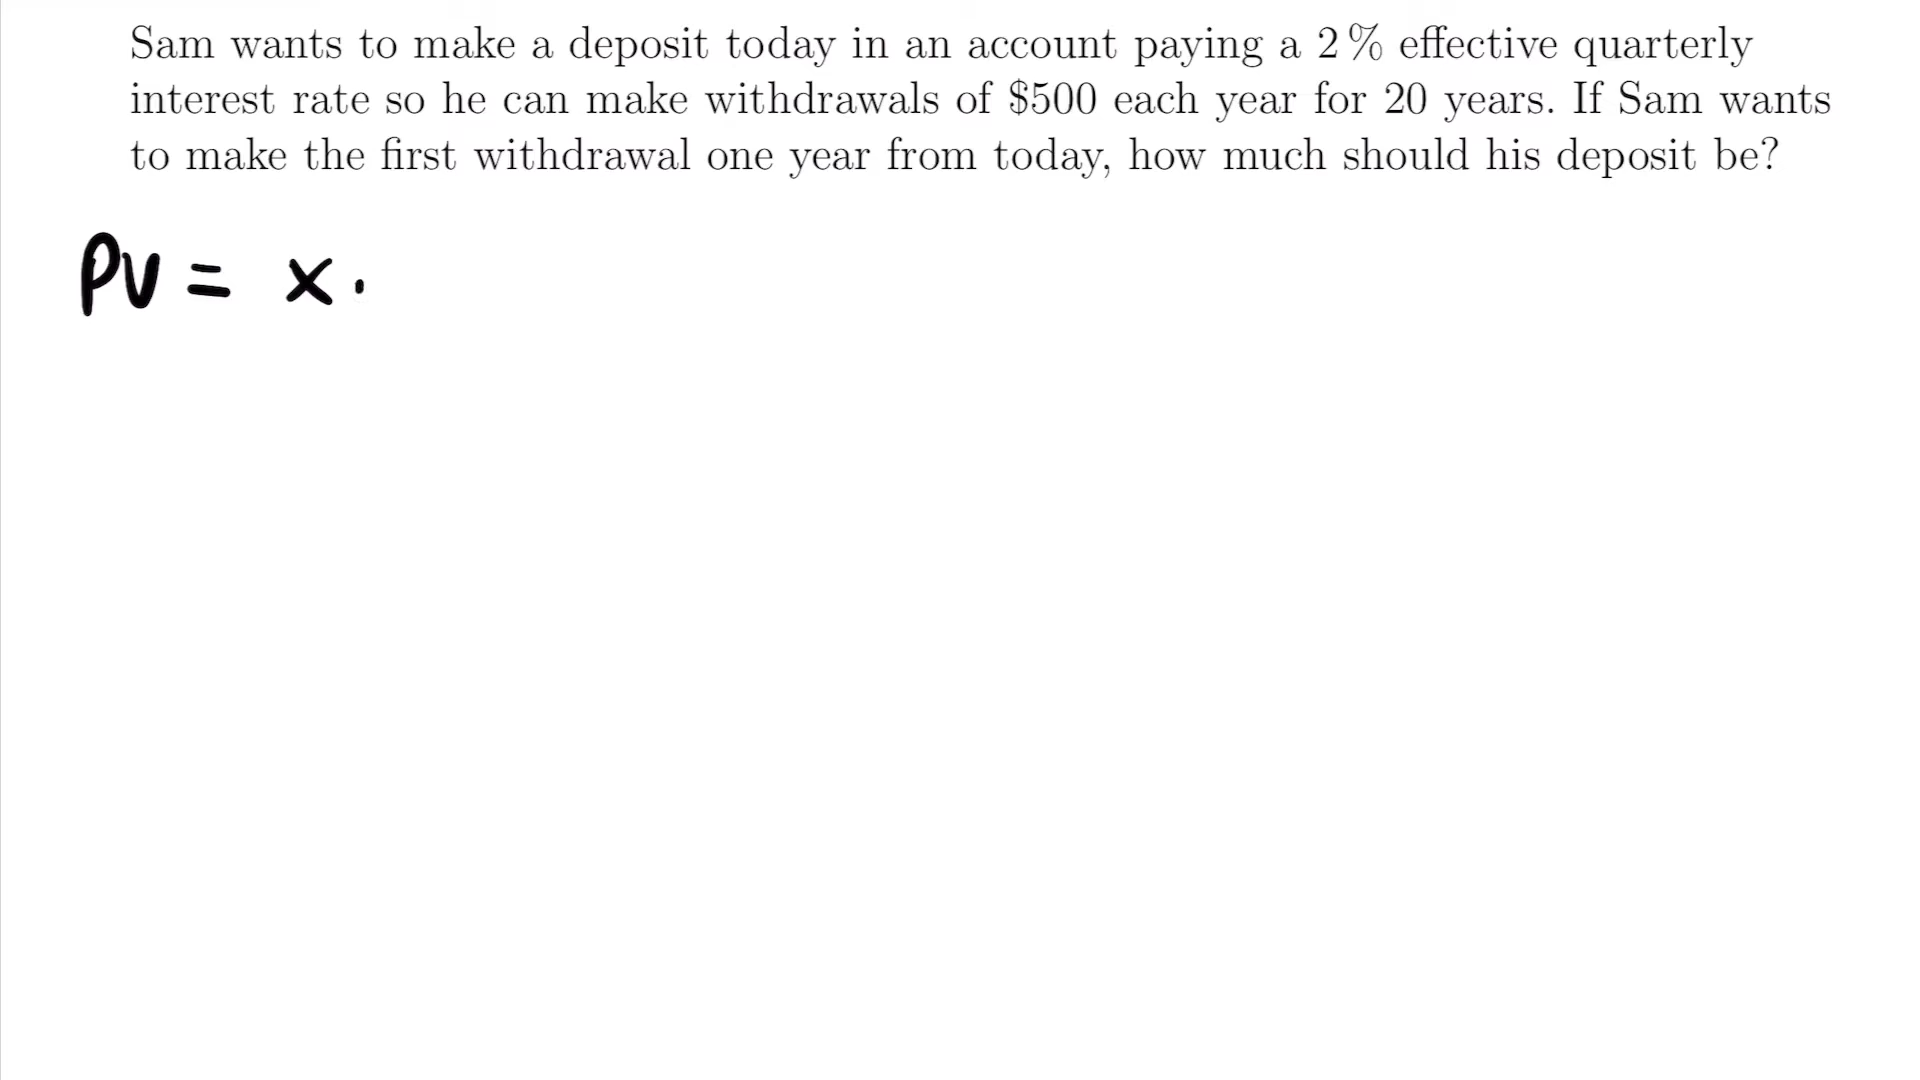 Sam wants to make a deposit today in an account paying a 2 % effective quarterly
interest rate so he can make withdrawals of $500 each year for 20 years. If Sam wants
to make the first withdrawal one year from today, how much should his deposit be?
PV = x .